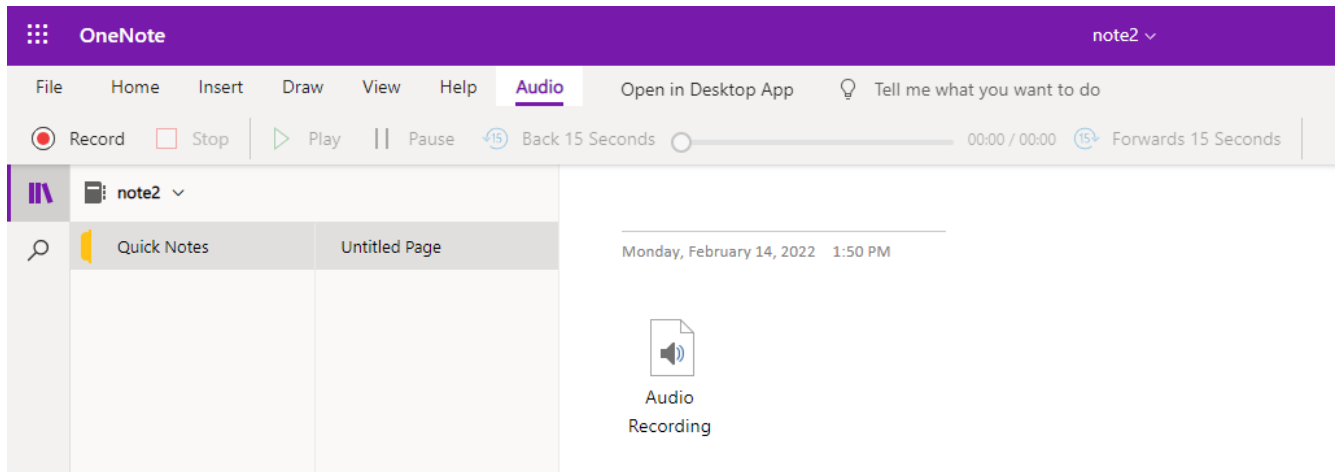 OneNote note2
File Home Insert Draw View Help Audio Open in Desktop App Tell me what you want to do
Record Stop Play Pause 15 Back 15 Seconds 00:00 / 00:00 15 Forwards 15 Seconds
note2
Quick Notes Untitled Page
Monday, February 14, 2022 1:50 PM
Audio
Recording